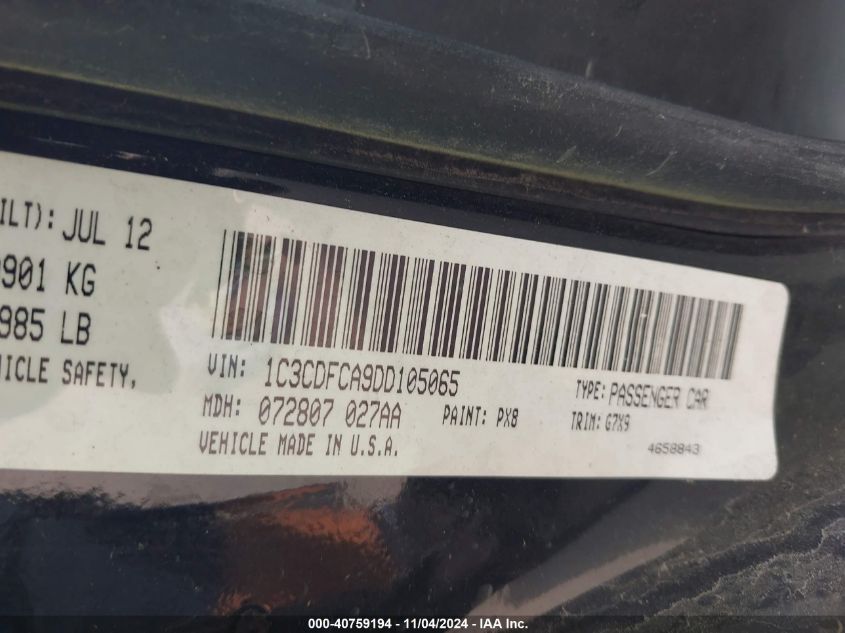 ILT): JUL 12
901 KG
985 LB
HICLE SAFETY,
VIN: 1C3CDFCA9DD105065
TYPE: PASSENGER CAR
MDH: 072807 027AA PAINT: PX8 TRIM: G7X9
VEHICLE MADE IN U.S.A. 4658843
000-40759194 - 11/04/2024 - IAA Inc.